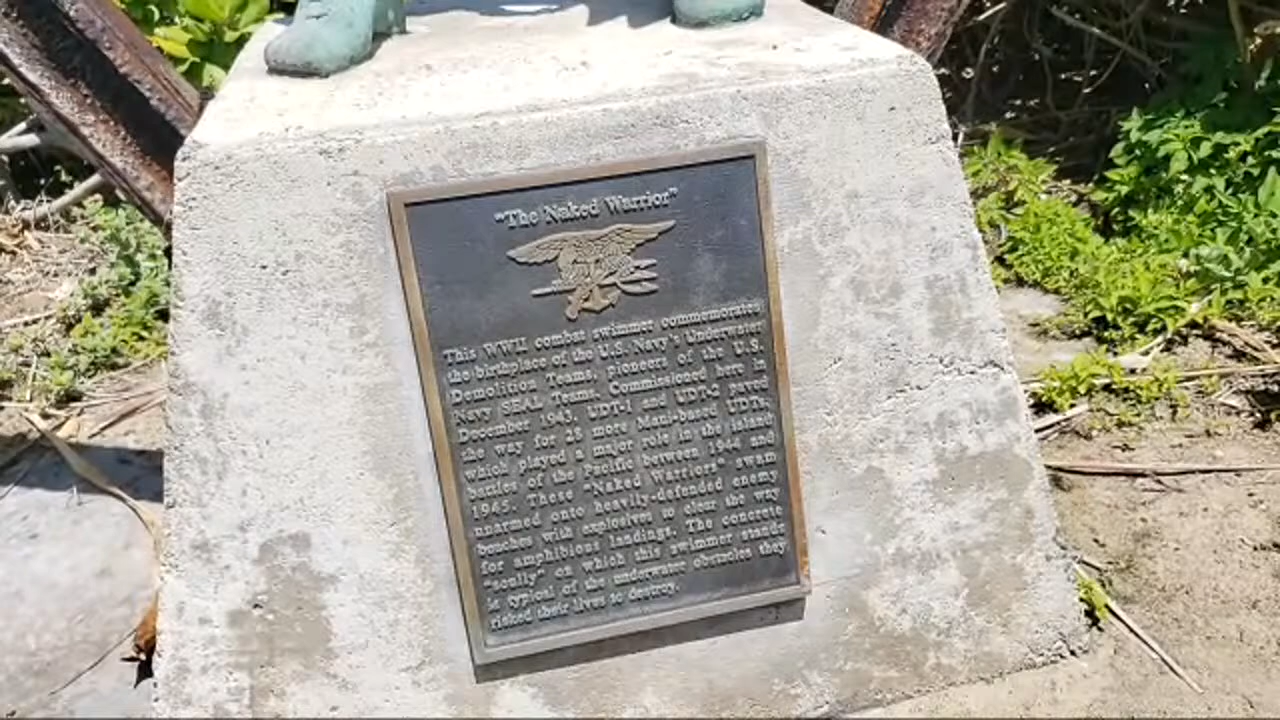 "The Naked Warrior"
This WWII combat swimmer commemorates
the birthplace of the U.S. Navy's Underwater
Demolition Teams, pioneers of the U.S.
Navy SEAL Teams. Commissioned here in
December 1943, UDT-1 and UDT-2 paved
the way for 28 more Maui-based UDTs,
which played a major role in the island
battles of the Pacific between 1944 and
1945. These "Naked Warriors" swam
unarmed onto heavily-defended enemy
beaches with explosives to clear the way
for amphibious landings. The concrete
"scully" on which this swimmer stands
is typical of the underwater obstacles they
risked their lives to destroy.